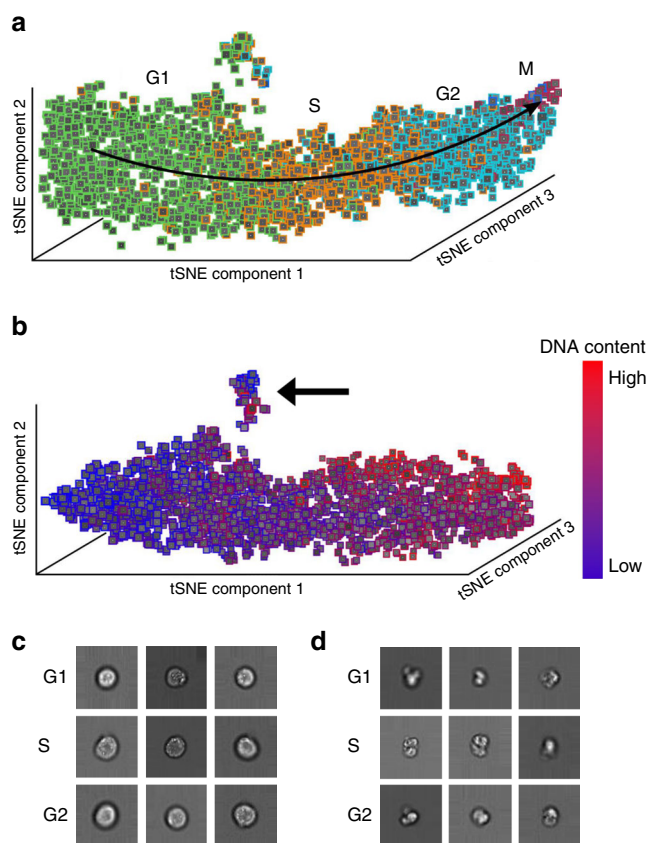 a
G1
S
G2
M
tSNE component 2
tSNE component 1
tSNE component 3
b
DNA content
High
Low
tSNE component 2
tSNE component 1
tSNE component 3
c
G1
S
G2
d
G1
S
G2